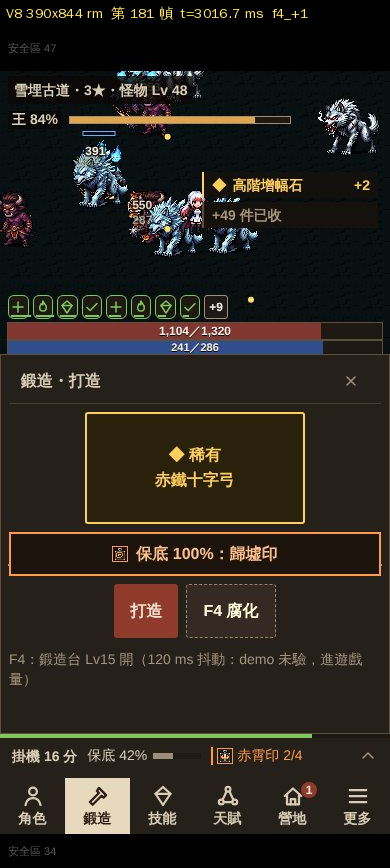 V8 390x844 rm 第 181 幀 t=3016.7 ms f4_+1
安全區 47
雪埋古道・3★・怪物 Lv 48
王 84%
391
◆ 高階增幅石 +2
550
287
+49 件已收
+9
1,104／1,320
241／286
鍛造・打造
×
◆ 稀有
赤鐵十字弓
保底 100%：歸墟印
打造
F4 腐化
F4：鍛造台 Lv15 開（120 ms 抖動：demo 未驗，進遊戲
量）
掛機 16 分 保底 42% 赤霄印 2/4
1
角色 鍛造 技能 天賦 營地 更多
安全區 34